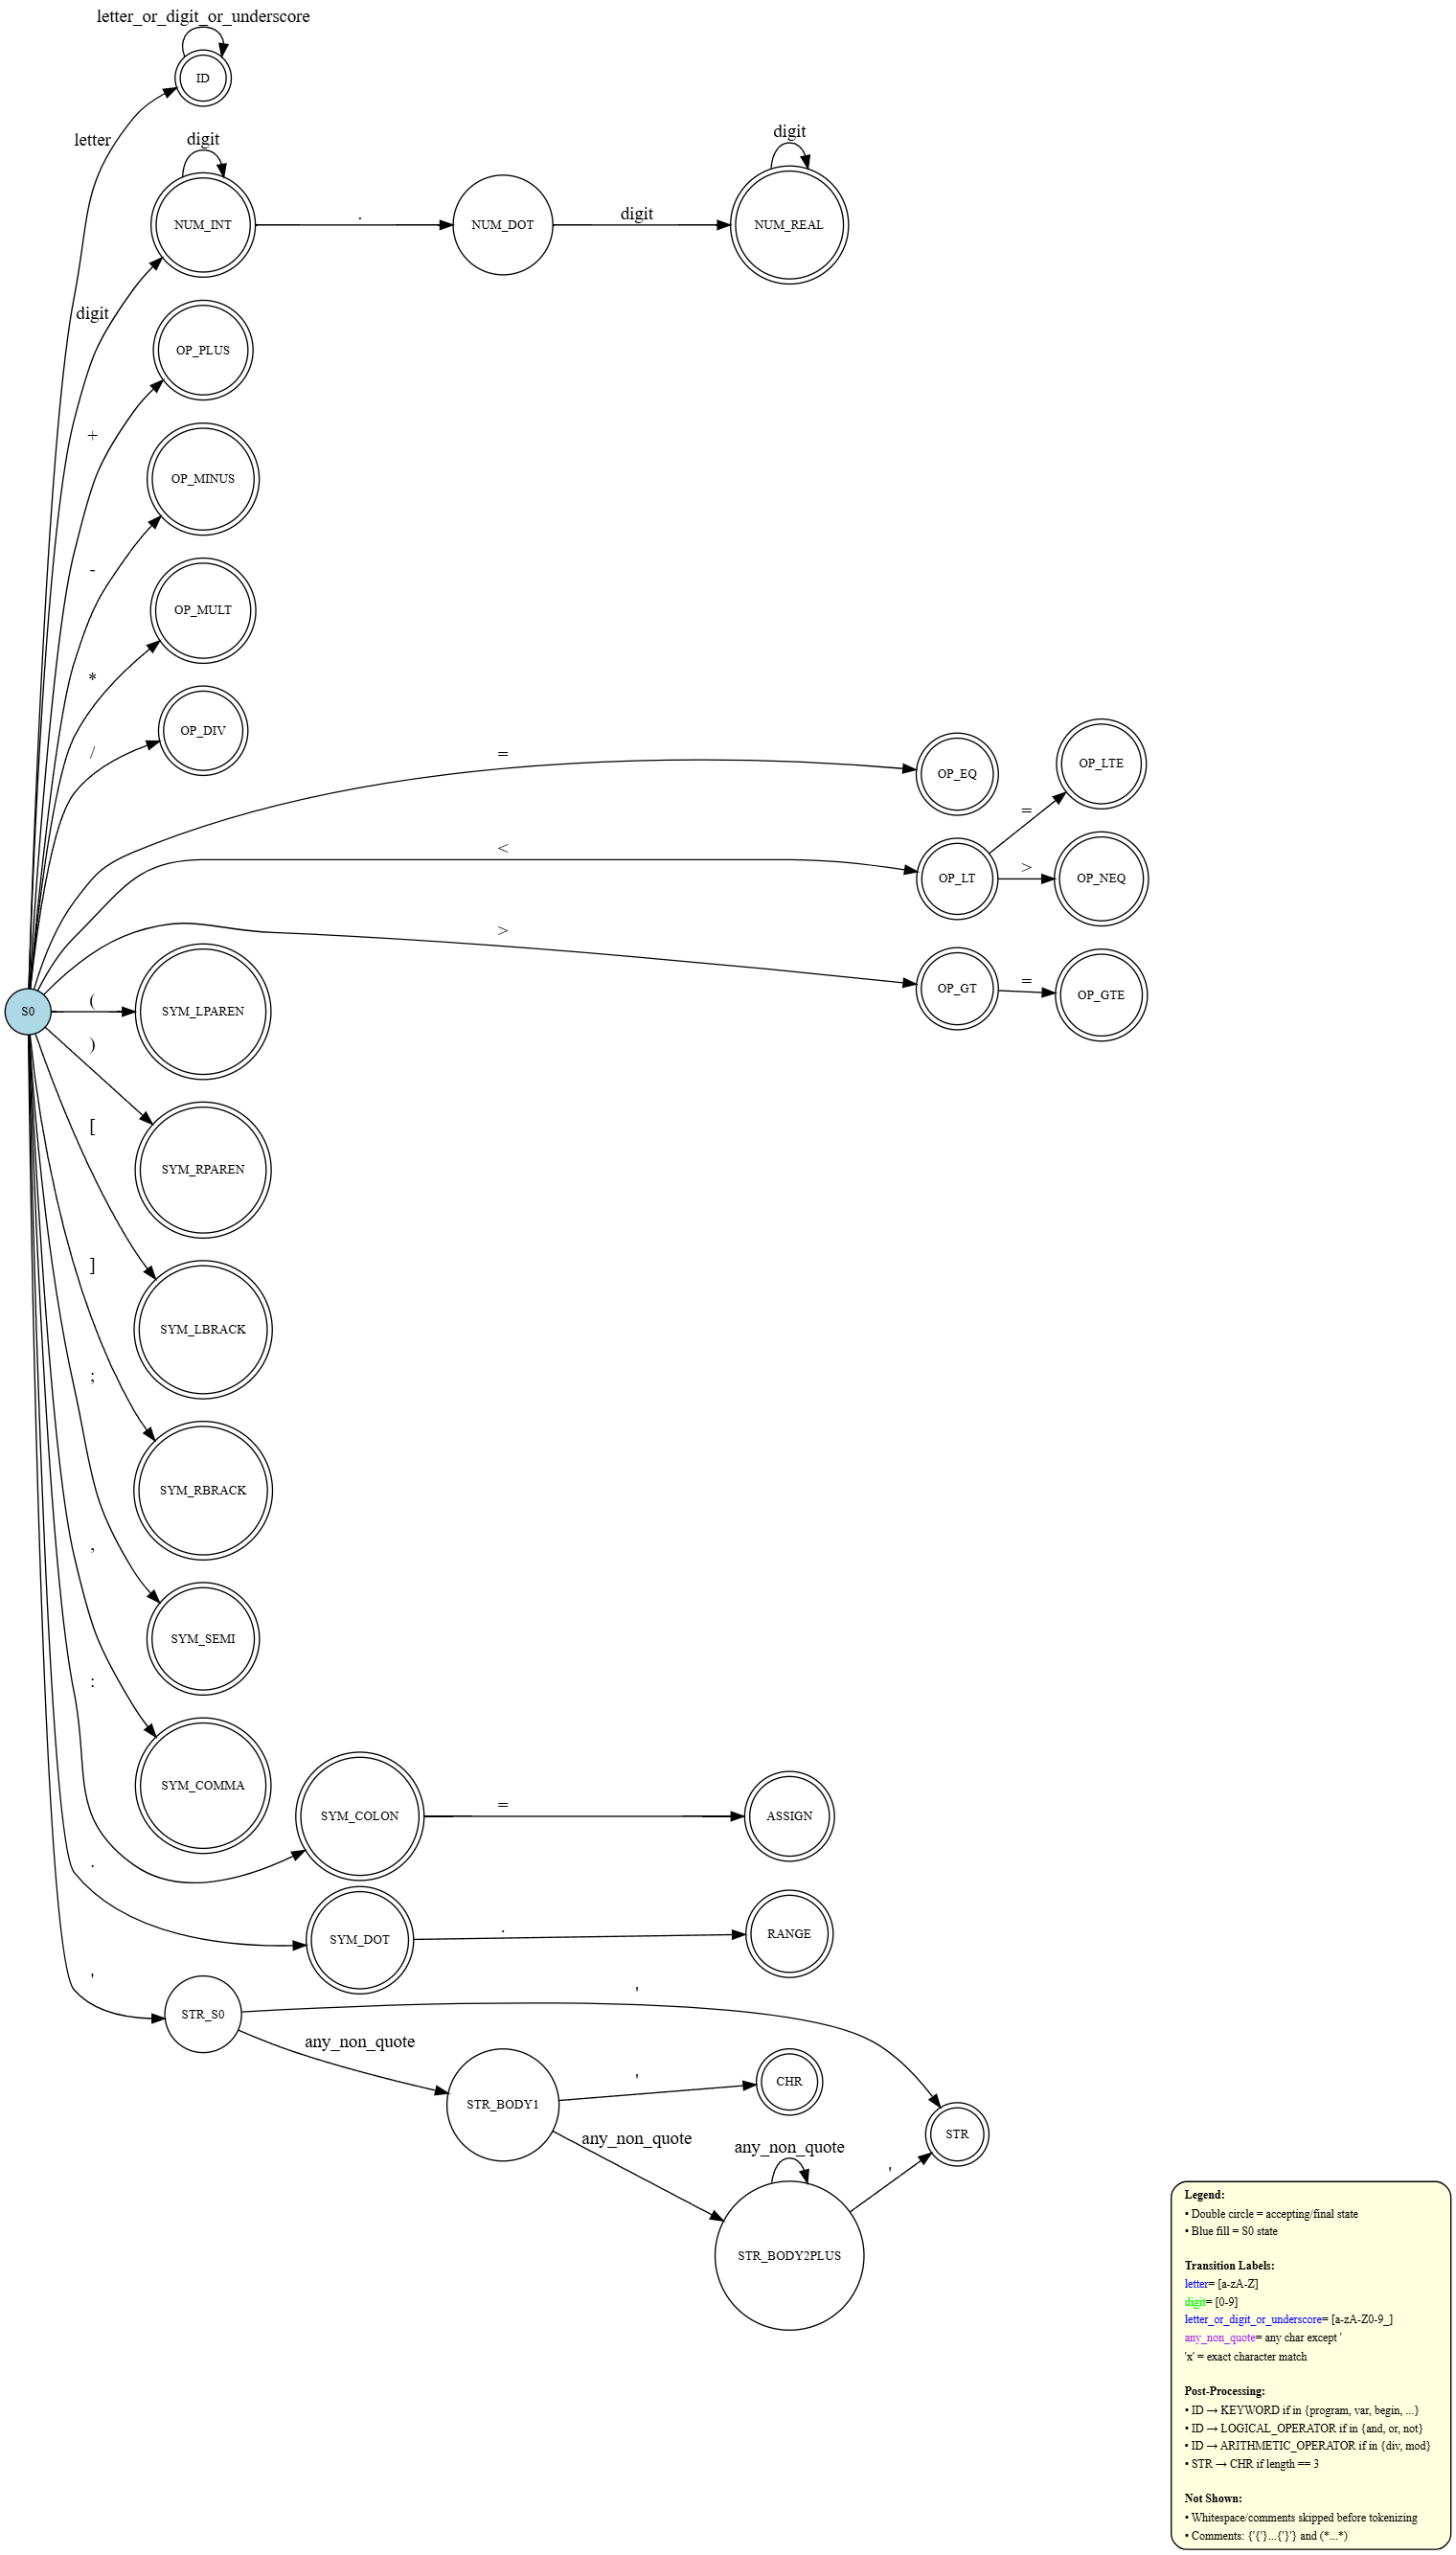 letter_or_digit_or_underscore
ID
letter
digit
digit
NUM_INT
.
NUM_DOT
digit
NUM_REAL
digit
OP_PLUS
+
OP_MINUS
-
OP_MULT
*
OP_DIV
/
=
OP_EQ
OP_LTE
=
<
OP_LT
>
OP_NEQ
>
OP_GT
=
OP_GTE
S0
(
SYM_LPAREN
)
SYM_RPAREN
[
SYM_LBRACK
]
SYM_RBRACK
;
SYM_SEMI
,
SYM_COMMA
:
SYM_COLON
=
ASSIGN
.
SYM_DOT
.
RANGE
'
STR_S0
'
any_non_quote
STR_BODY1
'
CHR
any_non_quote
any_non_quote
STR
'
STR_BODY2PLUS
Legend:
• Double circle = accepting/final state
• Blue fill = S0 state
Transition Labels:
letter= [a-zA-Z]
digit= [0-9]
letter_or_digit_or_underscore= [a-zA-Z0-9_]
any_non_quote= any char except '
'x' = exact character match
Post-Processing:
• ID → KEYWORD if in {program, var, begin, ...}
• ID → LOGICAL_OPERATOR if in {and, or, not}
• ID → ARITHMETIC_OPERATOR if in {div, mod}
• STR → CHR if length == 3
Not Shown:
• Whitespace/comments skipped before tokenizing
• Comments: {'{'}...{'}'} and (*...*)